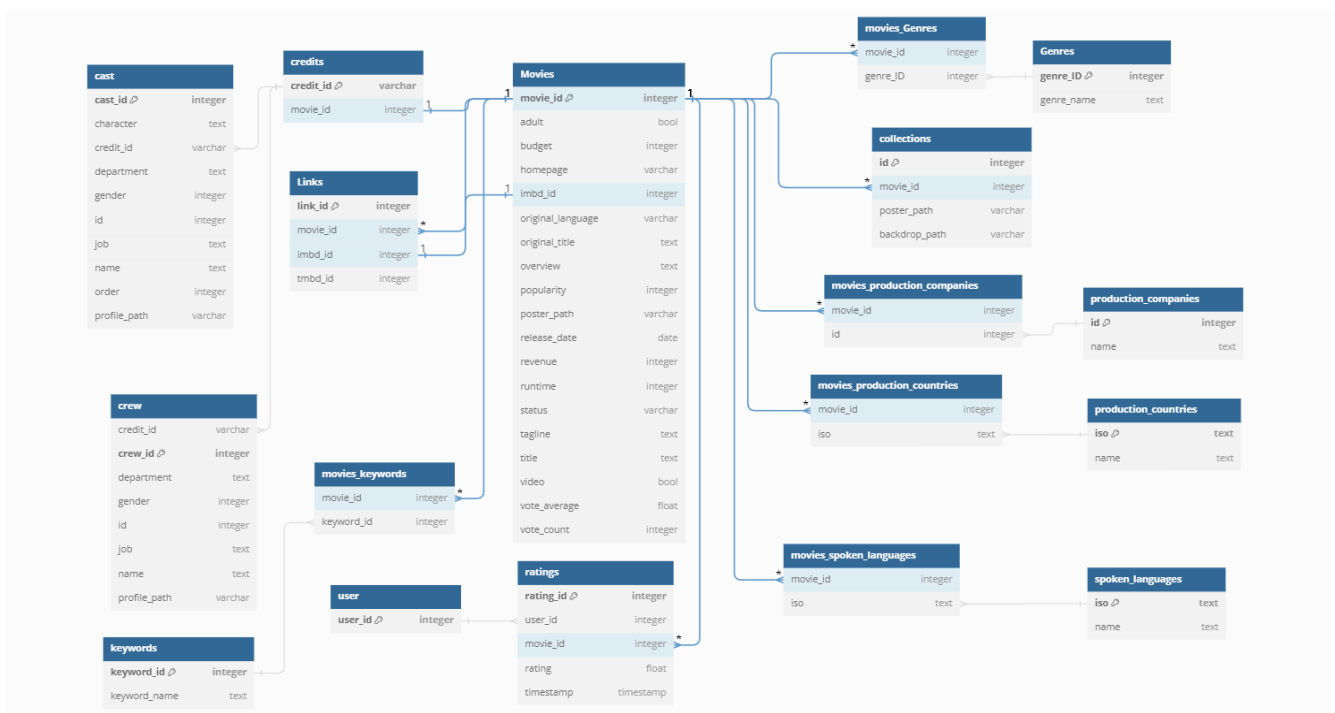 cast
cast_id integer
character text
credit_id varchar
department text
gender integer
id integer
job text
name text
order integer
profile_path varchar
credits
credit_id varchar
movie_id integer
1
Links
link_id integer
movie_id integer
*
imbd_id integer
1
tmbd_id integer
crew
credit_id varchar
crew_id integer
department text
gender integer
id integer
job text
name text
profile_path varchar
movies_keywords
movie_id integer
*
keyword_id integer
user
user_id integer
keywords
keyword_id integer
keyword_name text
Movies
1 movie_id integer 1
adult bool
budget integer
homepage varchar
1 imbd_id integer
original_language varchar
original_title text
overview text
popularity integer
poster_path varchar
release_date date
revenue integer
runtime integer
status varchar
tagline text
title text
video bool
vote_average float
vote_count integer
ratings
rating_id integer
user_id integer
movie_id integer
*
rating float
timestamp timestamp
movies_Genres
* movie_id integer
genre_ID integer
Genres
genre_ID integer
genre_name text
collections
id integer
* movie_id integer
poster_path varchar
backdrop_path varchar
movies_production_companies
* movie_id integer
id integer
production_companies
id integer
name text
movies_production_countries
* movie_id integer
iso text
production_countries
iso text
name text
movies_spoken_languages
* movie_id integer
iso text
spoken_languages
iso text
name text